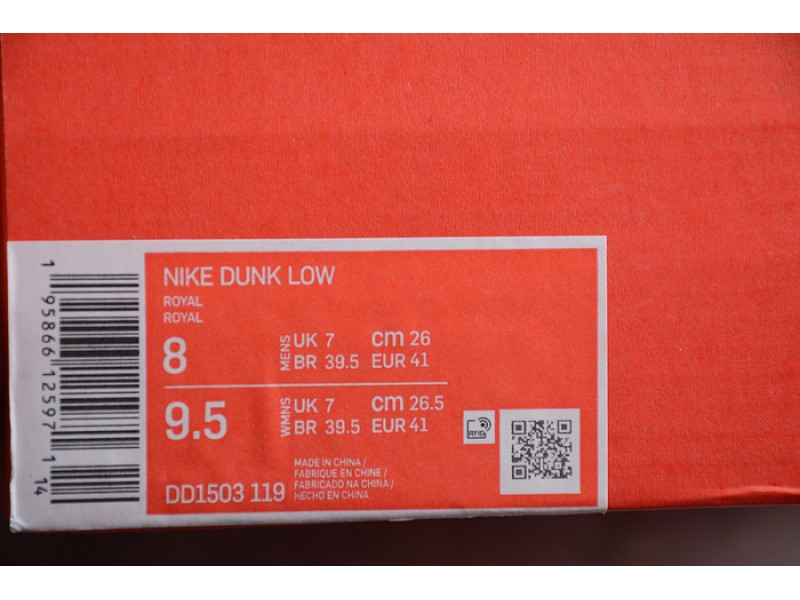 NIKE DUNK LOW
ROYAL
ROYAL
8
MENS
UK 7 cm 26
BR 39.5 EUR 41
9.5
WMNS
UK 7 cm 26.5
BR 39.5 EUR 41
RFID
DD1503 119
MADE IN CHINA /
FABRIQUE EN CHINE /
FABRICADO NA CHINA /
HECHO EN CHINA
1 95866 12597 1 14